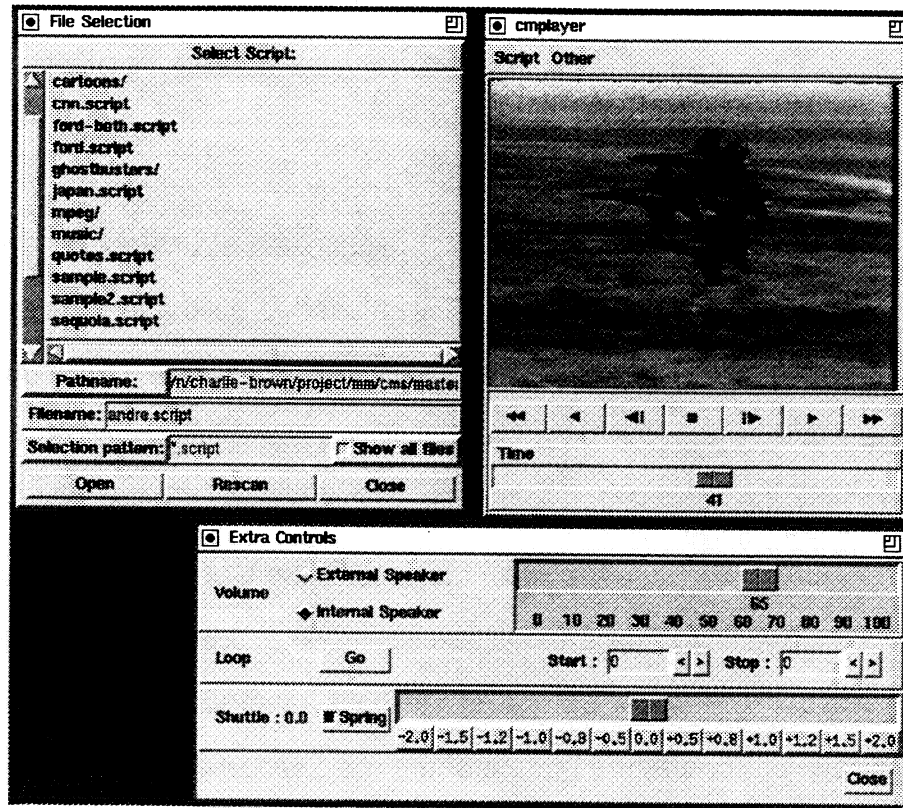 File Selection
Select Script:
cartoons/
cnn.script
ford-both.script
ford.script
ghostbusters/
japan.script
mpeg/
music/
quotes.script
sample.script
sample2.script
sequoia.script
Pathname: /n/charlie-brown/project/mm/cms/master
Filename: andre.script
Selection pattern: *.script Show all files
Open Rescan Close
cmplayer
Script Other
Time
41
Extra Controls
Volume
External Speaker
Internal Speaker
65
0 10 20 30 40 50 60 70 80 90 100
Loop Go Start : 0 < > Stop : 0 < >
Shuttle : 0.0 Spring
-2.0 -1.5 -1.2 -1.0 -0.8 -0.5 0.0 +0.5 +0.8 +1.0 +1.2 +1.5 +2.0
Close